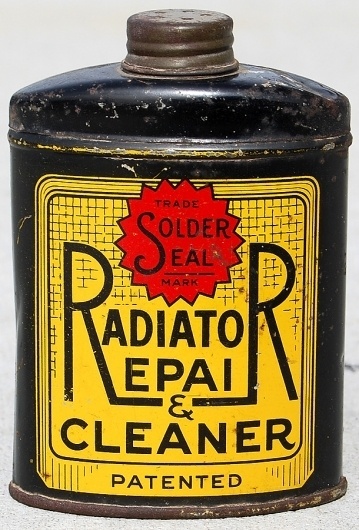 TRADE
SOLDER
SEAL
MARK
RADIATOR
REPAIR
&
CLEANER
PATENTED